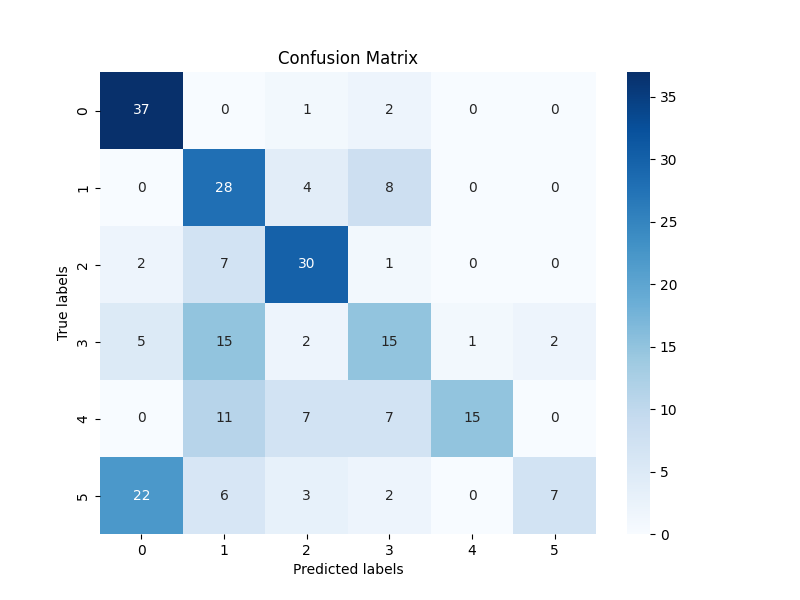 Confusion Matrix
True labels
0 37 0 1 2 0 0
1 0 28 4 8 0 0
2 2 7 30 1 0 0
3 5 15 2 15 1 2
4 0 11 7 7 15 0
5 22 6 3 2 0 7
0 1 2 3 4 5
Predicted labels
35
30
25
20
15
10
5
0